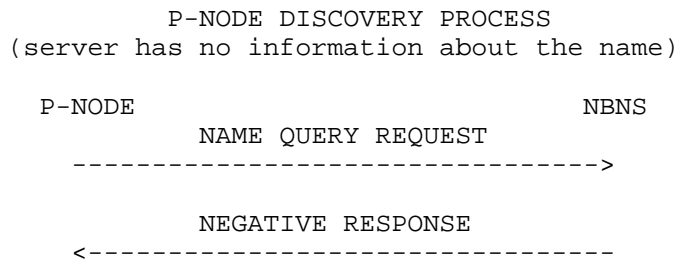 P-NODE DISCOVERY PROCESS
(server has no information about the name)
P-NODE NBNS
NAME QUERY REQUEST
--------------------------------->
NEGATIVE RESPONSE
<---------------------------------